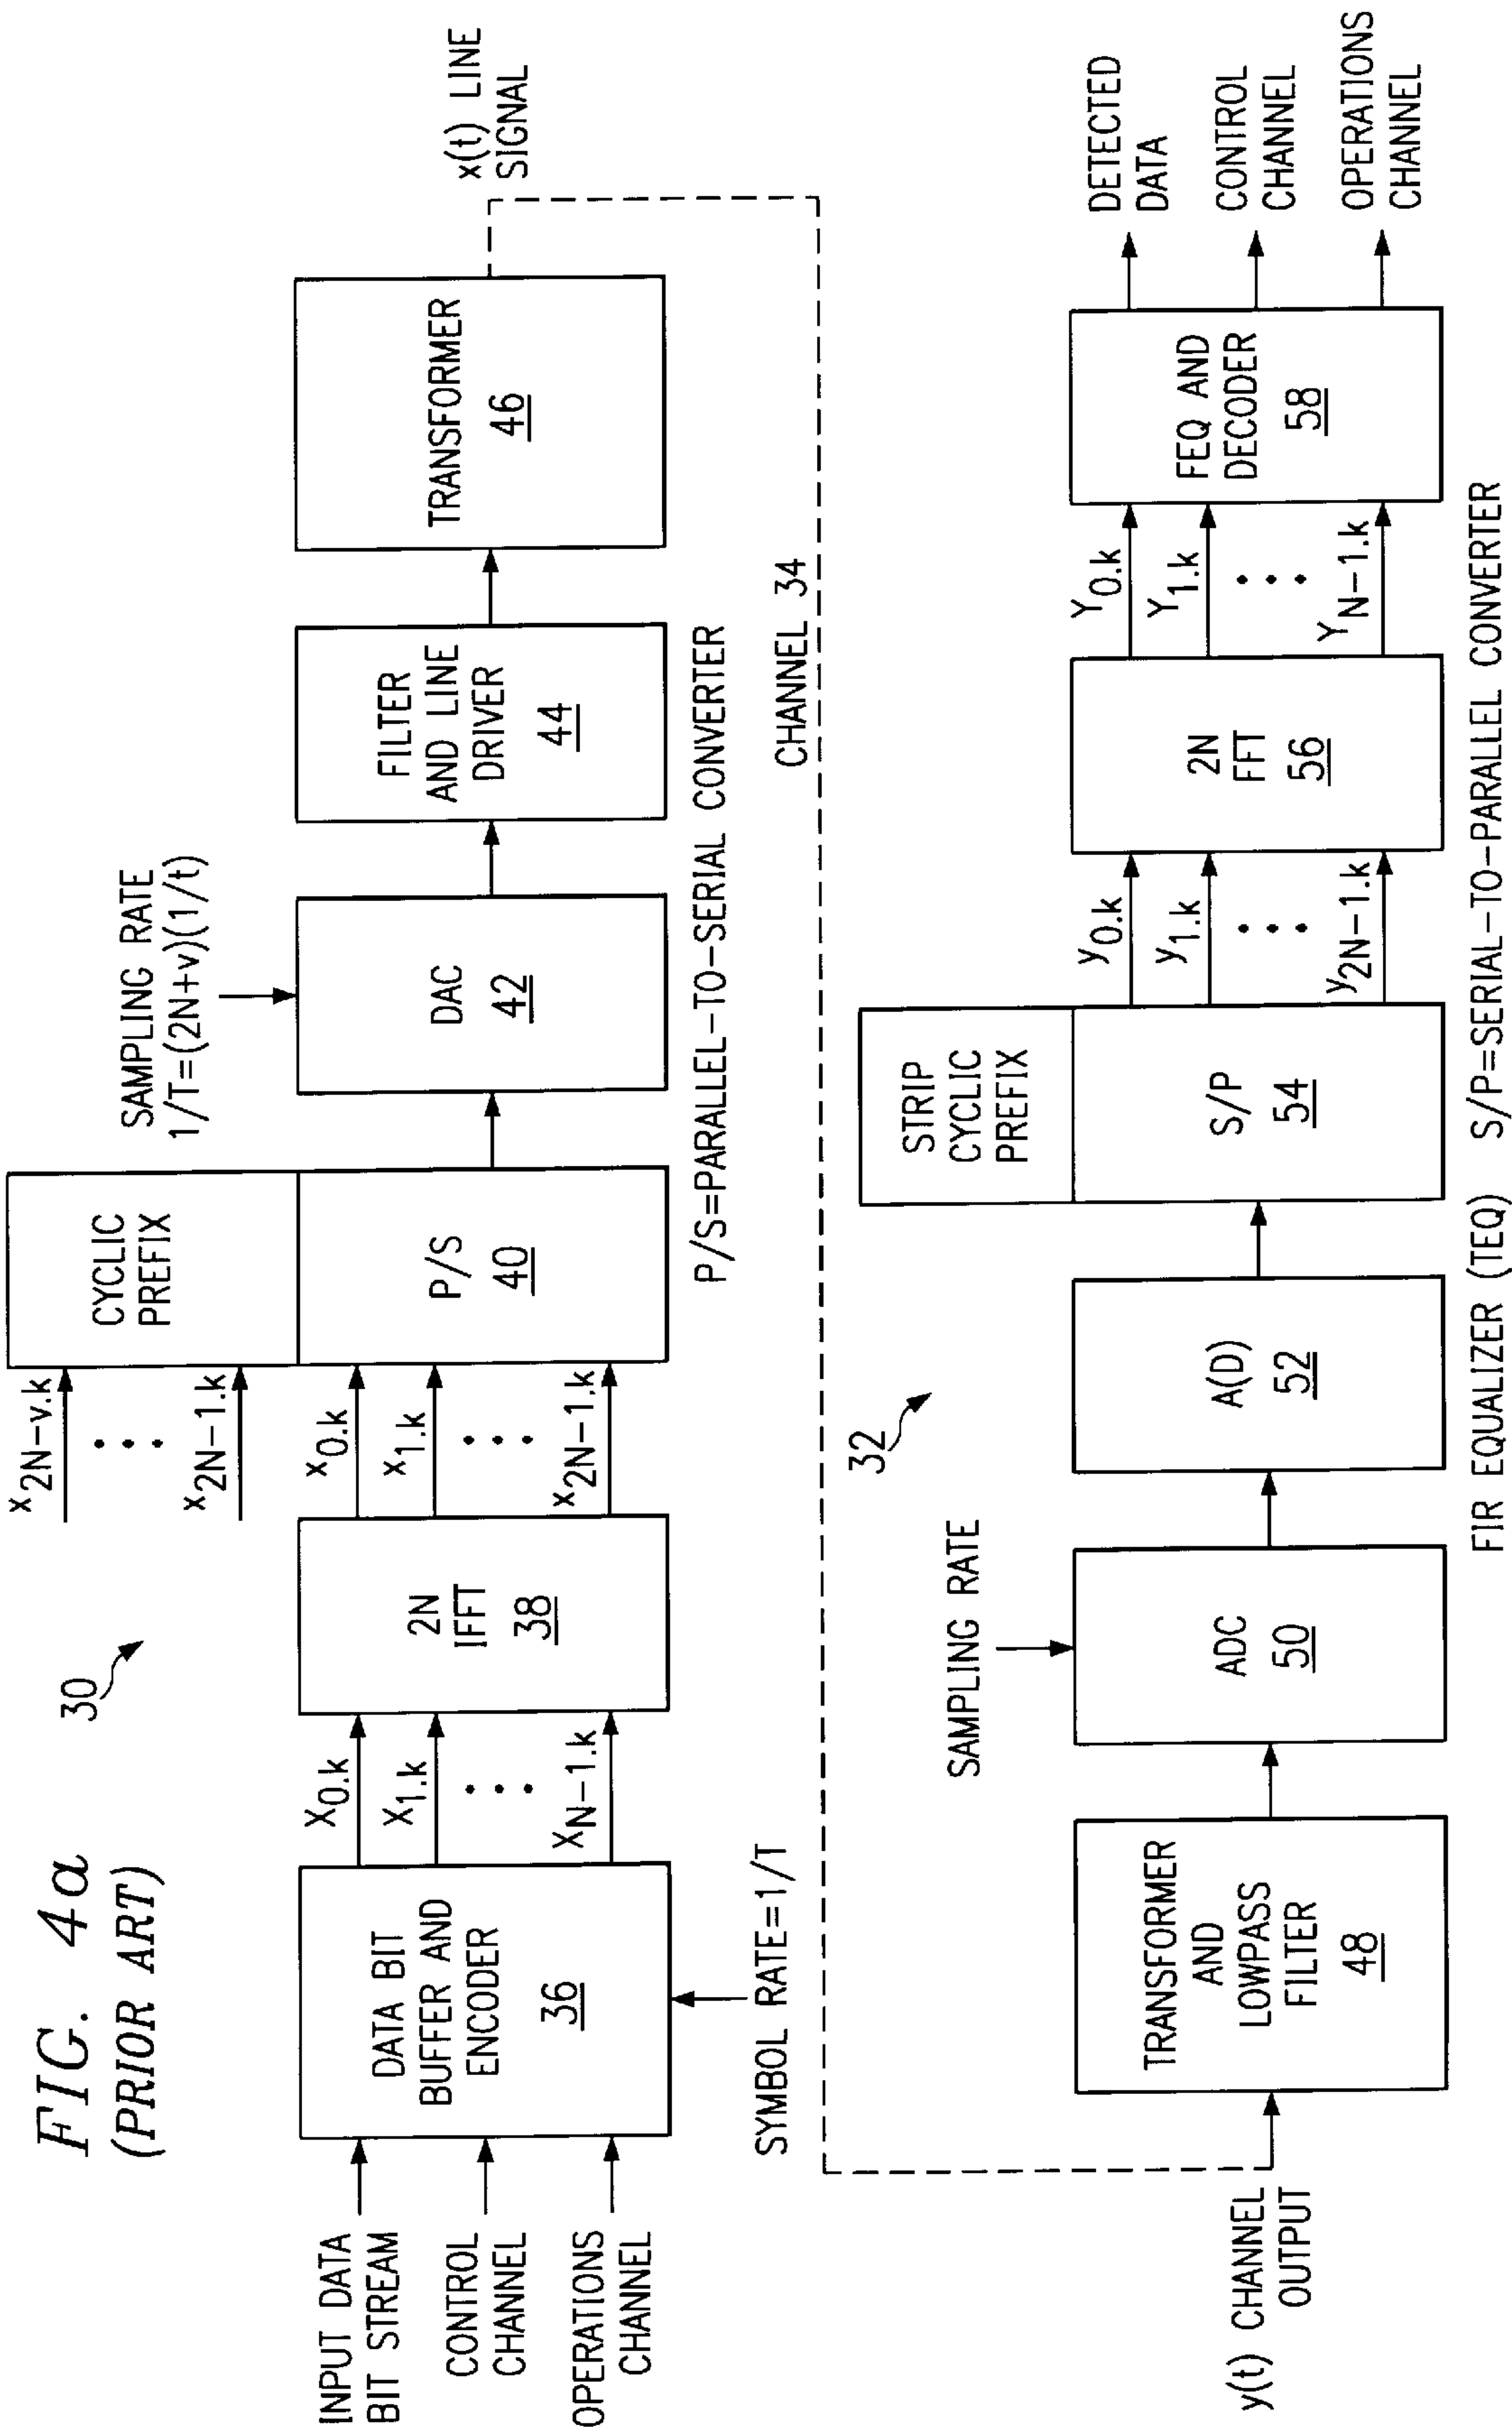 FIG. 4a
(PRIOR ART)
30
INPUT DATA
BIT STREAM
CONTROL
CHANNEL
OPERATIONS
CHANNEL
DATA BIT
BUFFER AND
ENCODER
36
SYMBOL RATE=1/T
X0.k
X1.k
XN-1.k
2N
IFFT
38
x2N-v.k
x2N-1.k
x0.k
x1.k
x2N-1.k
CYCLIC
PREFIX
P/S
40
SAMPLING RATE
1/T=(2N+v)(1/t)
DAC
42
FILTER
AND LINE
DRIVER
44
TRANSFORMER
46
x(t) LINE
SIGNAL
P/S=PARALLEL-TO-SERIAL CONVERTER
CHANNEL 34
32
y(t) CHANNEL
OUTPUT
TRANSFORMER
AND
LOWPASS
FILTER
48
SAMPLING RATE
ADC
50
A(D)
52
STRIP
CYCLIC
PREFIX
S/P
54
y0.k
y1.k
y2N-1.k
2N
FFT
56
Y0.k
Y1.k
YN-1.k
FEQ AND
DECODER
58
DETECTED
DATA
CONTROL
CHANNEL
OPERATIONS
CHANNEL
FIR EQUALIZER (TEQ)
S/P=SERIAL-TO-PARALLEL CONVERTER